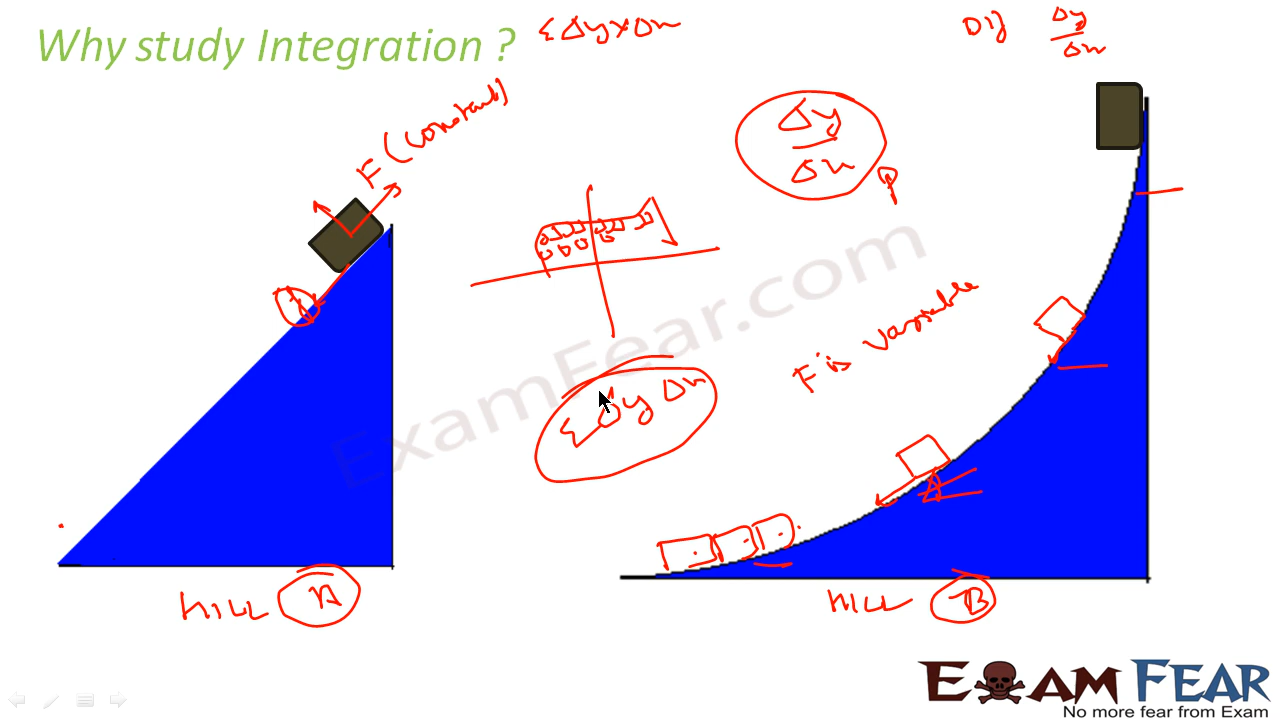 Why study Integration ?
Σ Δy × Δx
Dif Δy
Δx
F (constant)
Δy
Δx
F is variable
Σ Δy Δx
ExamFear.com
HILL A
HILL B
EXAM FEAR
No more fear from Exam